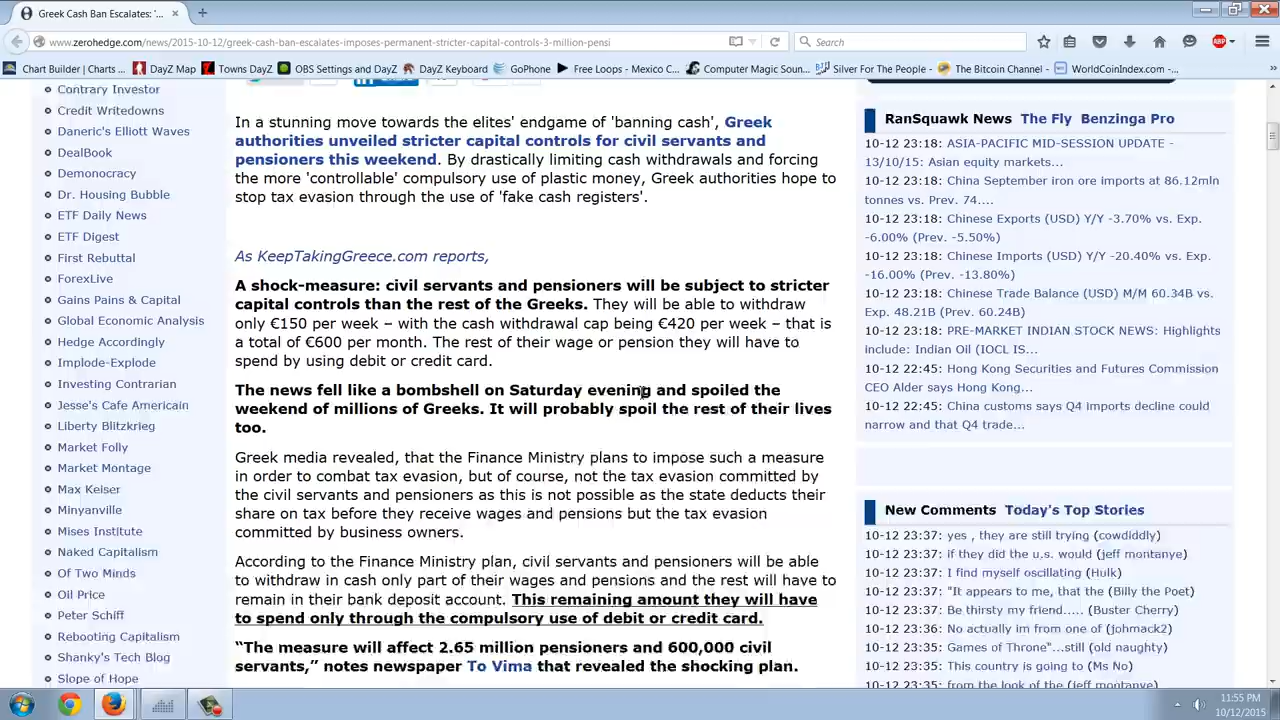 Greek Cash Ban Escalates: '...
www.zerohedge.com/news/2015-10-12/greek-cash-ban-escalates-imposes-permanent-stricter-capital-controls-3-million-pensi
Search
ABP
Chart Builder | Charts ...
DayZ Map
Towns DayZ
OBS Settings and DayZ
DayZ Keyboard
GoPhone
Free Loops - Mexico C...
Computer Magic Soun...
Silver For The People - ...
The Bitcoin Channel - ...
WorldCoinIndex.com - ...
Contrary Investor
Credit Writedowns
Daneric's Elliott Waves
DealBook
Demonocracy
Dr. Housing Bubble
ETF Daily News
ETF Digest
First Rebuttal
ForexLive
Gains Pains & Capital
Global Economic Analysis
Hedge Accordingly
Implode-Explode
Investing Contrarian
Jesse's Cafe Americain
Liberty Blitzkrieg
Market Folly
Market Montage
Max Keiser
Minyanville
Mises Institute
Naked Capitalism
Of Two Minds
Oil Price
Peter Schiff
Rebooting Capitalism
Shanky's Tech Blog
Slope of Hope
In a stunning move towards the elites' endgame of 'banning cash', Greek
authorities unveiled stricter capital controls for civil servants and
pensioners this weekend. By drastically limiting cash withdrawals and forcing
the more 'controllable' compulsory use of plastic money, Greek authorities hope to
stop tax evasion through the use of 'fake cash registers'.
As KeepTakingGreece.com reports,
A shock-measure: civil servants and pensioners will be subject to stricter
capital controls than the rest of the Greeks. They will be able to withdraw
only €150 per week – with the cash withdrawal cap being €420 per week – that is
a total of €600 per month. The rest of their wage or pension they will have to
spend by using debit or credit card.
The news fell like a bombshell on Saturday evening and spoiled the
weekend of millions of Greeks. It will probably spoil the rest of their lives
too.
Greek media revealed, that the Finance Ministry plans to impose such a measure
in order to combat tax evasion, but of course, not the tax evasion committed by
the civil servants and pensioners as this is not possible as the state deducts their
share on tax before they receive wages and pensions but the tax evasion
committed by business owners.
According to the Finance Ministry plan, civil servants and pensioners will be able
to withdraw in cash only part of their wages and pensions and the rest will have to
remain in their bank deposit account. This remaining amount they will have
to spend only through the compulsory use of debit or credit card.
“The measure will affect 2.65 million pensioners and 600,000 civil
servants,” notes newspaper To Vima that revealed the shocking plan.
RanSquawk News The Fly Benzinga Pro
10-12 23:18: ASIA-PACIFIC MID-SESSION UPDATE -
13/10/15: Asian equity markets...
10-12 23:18: China September iron ore imports at 86.12mln
tonnes vs. Prev. 74....
10-12 23:18: Chinese Exports (USD) Y/Y -3.70% vs. Exp.
-6.00% (Prev. -5.50%)
10-12 23:18: Chinese Imports (USD) Y/Y -20.40% vs. Exp.
-16.00% (Prev. -13.80%)
10-12 23:18: Chinese Trade Balance (USD) M/M 60.34B vs.
Exp. 48.21B (Prev. 60.24B)
10-12 23:18: PRE-MARKET INDIAN STOCK NEWS: Highlights
include: Indian Oil (IOCL IS...
10-12 22:45: Hong Kong Securities and Futures Commission
CEO Alder says Hong Kong...
10-12 22:45: China customs says Q4 imports decline could
narrow and that Q4 trade...
New Comments Today's Top Stories
10-12 23:37: yes , they are still trying (cowdiddly)
10-12 23:37: if they did the u.s. would (jeff montanye)
10-12 23:37: I find myself oscillating (Hulk)
10-12 23:37: "It appears to me, that the (Billy the Poet)
10-12 23:37: Be thirsty my friend..... (Buster Cherry)
10-12 23:36: No actually im from one of (johmack2)
10-12 23:35: Games of Throne"...still (old naughty)
10-12 23:35: This country is going to (Ms No)
10-12 23:35: from the look of the (jeff montanye)
11:55 PM
10/12/2015